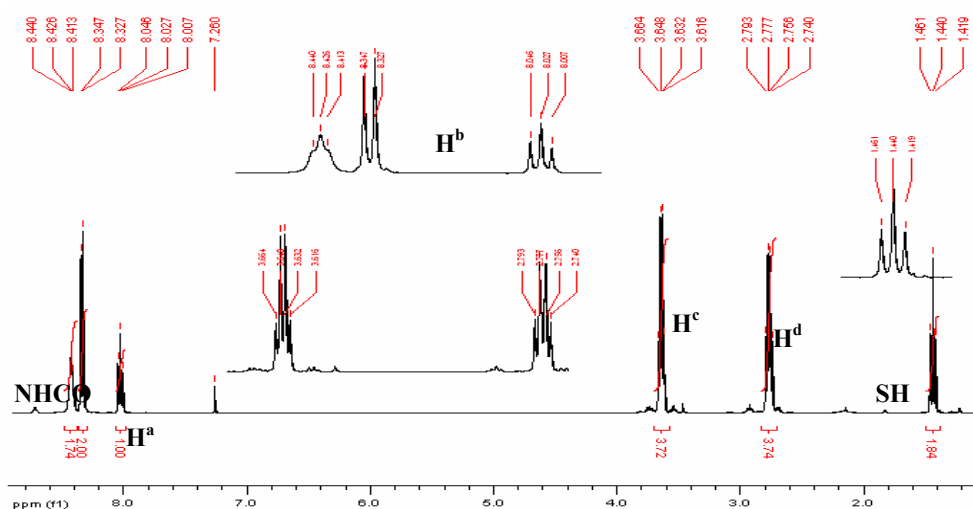 8.440 8.426 8.413 8.347 8.327 8.046 8.027 8.007 7.260 3.664 3.648 3.632 3.616 2.793 2.777 2.756 2.740 1.461 1.440 1.419
8.440 8.426 8.413 8.347 8.327 8.046 8.027 8.007
H^b
1.461 1.440 1.419
3.664 3.632 3.616 2.793 2.777 2.756 2.740
H^c H^d
NHCO SH
H^a
1.74 2.00 1.00 3.72 3.74 1.84
8.0 7.0 6.0 5.0 4.0 3.0 2.0
ppm (f1)